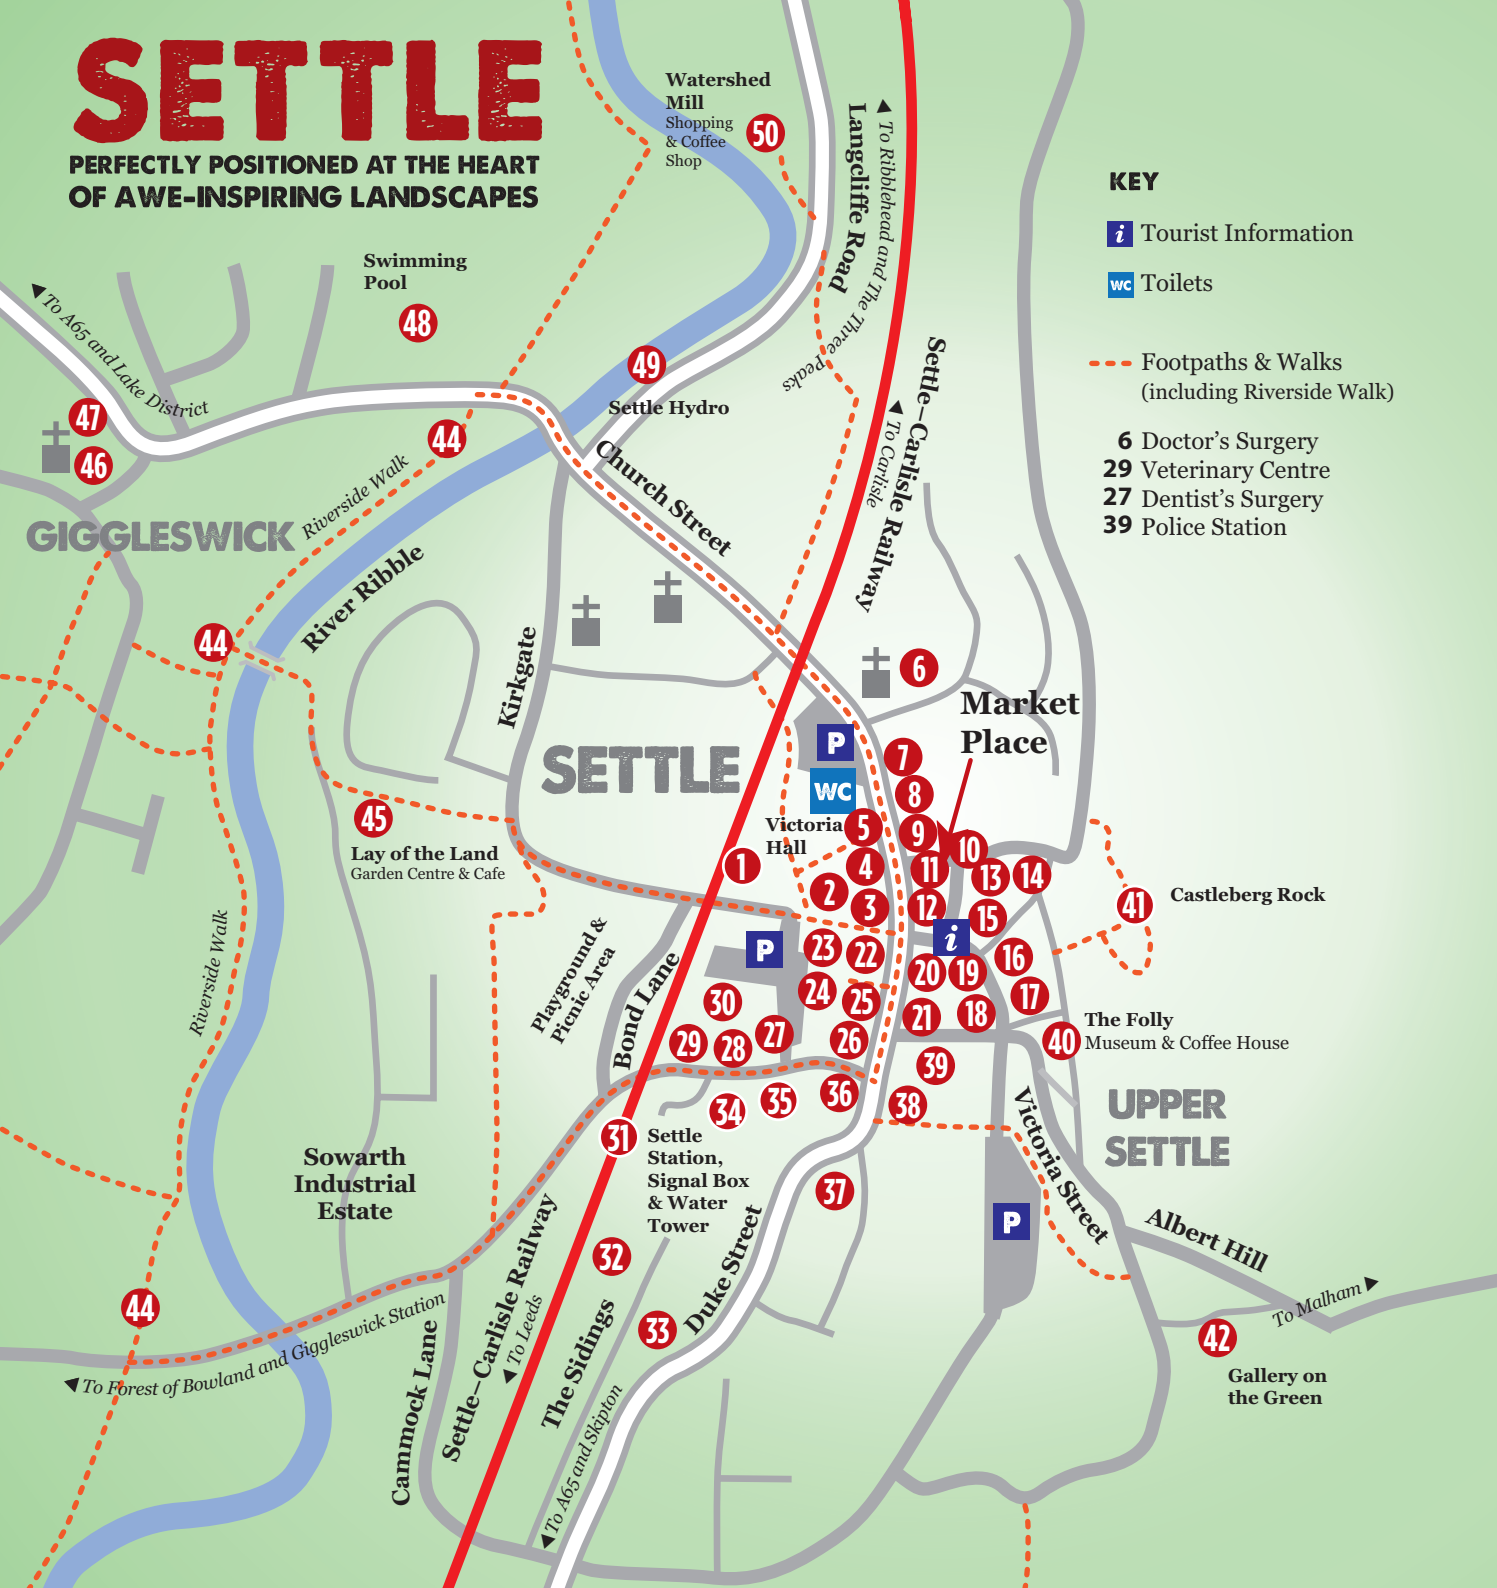 SETTLE
PERFECTLY POSITIONED AT THE HEART
OF AWE-INSPIRING LANDSCAPES
Watershed
Mill
Shopping
& Coffee
Shop
50
Langcliffe Road
To Ribblehead and The Three Peaks
KEY
i Tourist Information
WC Toilets
Footpaths & Walks
(including Riverside Walk)
6 Doctor's Surgery
29 Veterinary Centre
27 Dentist's Surgery
39 Police Station
Swimming
Pool
48
To A65 and Lake District
49
Settle Hydro
47
46
44
GIGGLESWICK
Riverside Walk
River Ribble
Church Street
Settle–Carlisle Railway
To Carlisle
44
Kirkgate
6
Market
Place
SETTLE
P
WC
7
8
Victoria
Hall
5
9
10
45
Lay of the Land
Garden Centre & Cafe
1
4
11
13
14
2
3
12
15
41
Castleberg Rock
Riverside Walk
Playground &
Picnic Area
Bond Lane
P
23
22
i
16
20
19
24
25
17
30
21
18
29
28
27
26
40
The Folly
Museum & Coffee House
39
34
35
36
38
31
Settle
Station,
Signal Box
& Water
Tower
UPPER
SETTLE
Victoria Street
Sowarth
Industrial
Estate
37
P
Albert Hill
To Malham
32
Duke Street
Settle–Carlisle Railway
To Leeds
The Sidings
33
44
To Forest of Bowland and Giggleswick Station
Cammock Lane
To A65 and Skipton
42
Gallery on
the Green